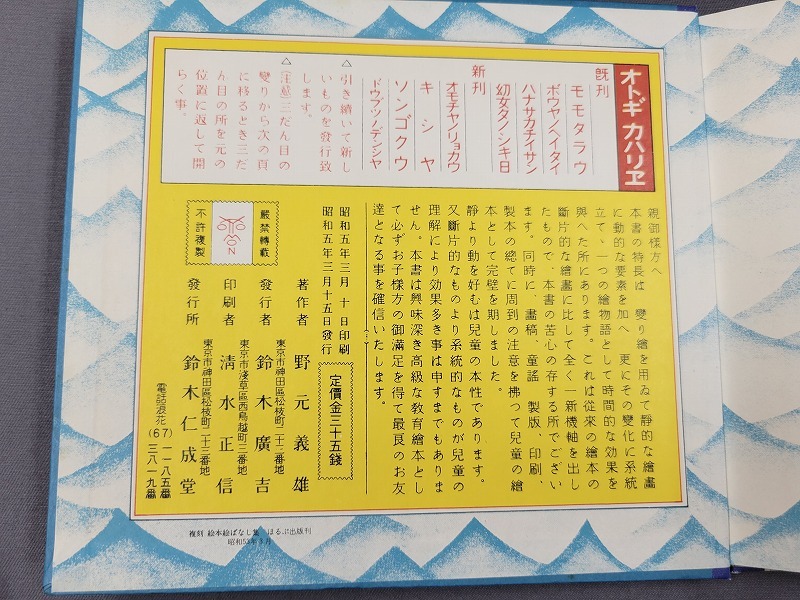 オトギ カハリヱ
既刊
モモタラウ
ボウヤノヘイタイ
ハナサカヂイサン
幼女タノシキ日
新刊
オモチヤノリョカウ
キシヤ
ソンゴクウ
ドウブツノデンシヤ
△引き續いて新し
いものを發行致
します。
△注意三だん目の
變りから次の頁
に移るとき三だ
ん目の所を元の
位置に返して開
らく事。
親御様方へ
本書の特長は 變り繪を用ゐて靜的な繪畫
に動的な要素を加へ 更にその變化に系統
立て、一つの繪物語として時間的な効果を
與へた所にあります。これは從來の繪本の
斷片的な繪畫に比して全く一新機軸を出し
たもので、本書の苦心の存する所でござい
ます。同時に、畫稿、童謡 製版、印刷、
製本の總てに周到の注意を拂つて兒童の繪
本として完璧を期しました。
靜より動を好むは兒童の本性であります。
又斷片的なものより系統的なものが兒童の
理解により効果多き事は申すまでもありま
せん。本書は興味深き高級な教育繪本とし
て必ずお子様方の御滿足を得て最良のお友
達となる事を確信いたします。
定價金三十五錢
昭和五年三月 十 日印刷
昭和五年三月十五日發行
著作者 野元義雄
東京市神田區松枝町二十三番地
發行者 鈴木廣吉
東京市淺草區西鳥越町二番地
印刷者 淸水正信
東京市神田區松枝町二十三番地
發行所 鈴木仁成堂
電話浪花(67)一一八五番
三八一九番
嚴禁轉載
不許複製
復刻 絵本絵ばなし集 ほるぷ出版刊